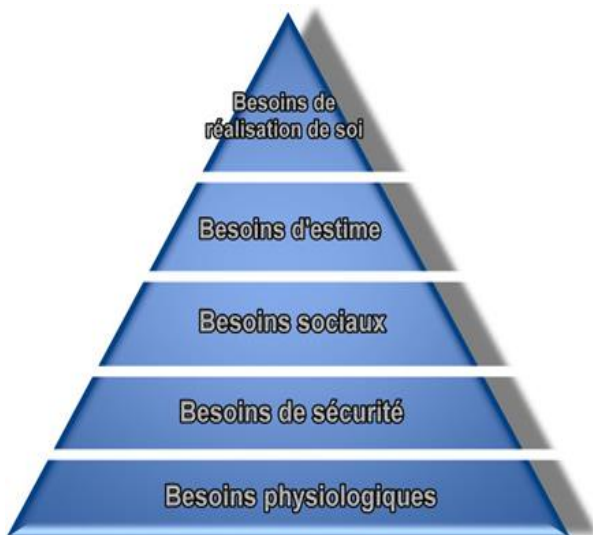 Besoins de
réalisation de soi
Besoins d'estime
Besoins sociaux
Besoins de sécurité
Besoins physiologiques